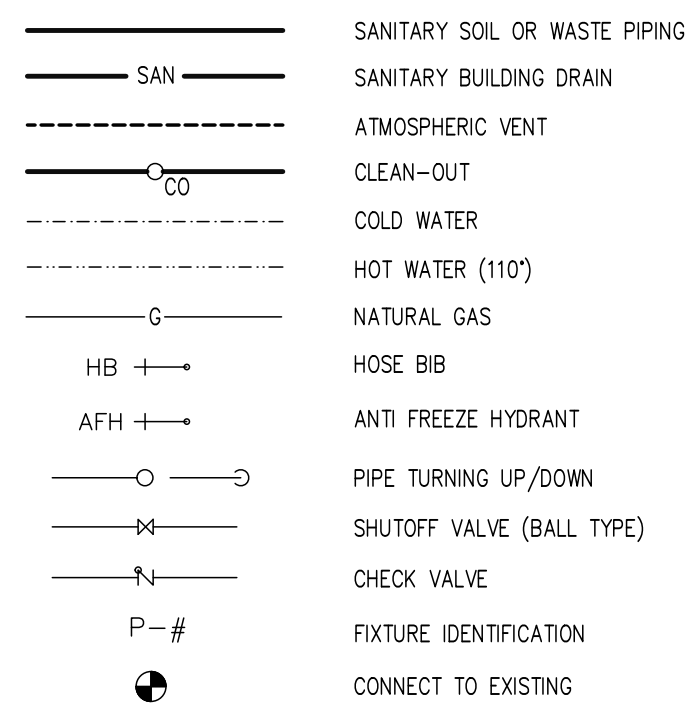 SANITARY SOIL OR WASTE PIPING
SAN SANITARY BUILDING DRAIN
ATMOSPHERIC VENT
CO CLEAN-OUT
COLD WATER
HOT WATER (110°)
G NATURAL GAS
HB HOSE BIB
AFH ANTI FREEZE HYDRANT
PIPE TURNING UP/DOWN
SHUTOFF VALVE (BALL TYPE)
CHECK VALVE
P-# FIXTURE IDENTIFICATION
CONNECT TO EXISTING